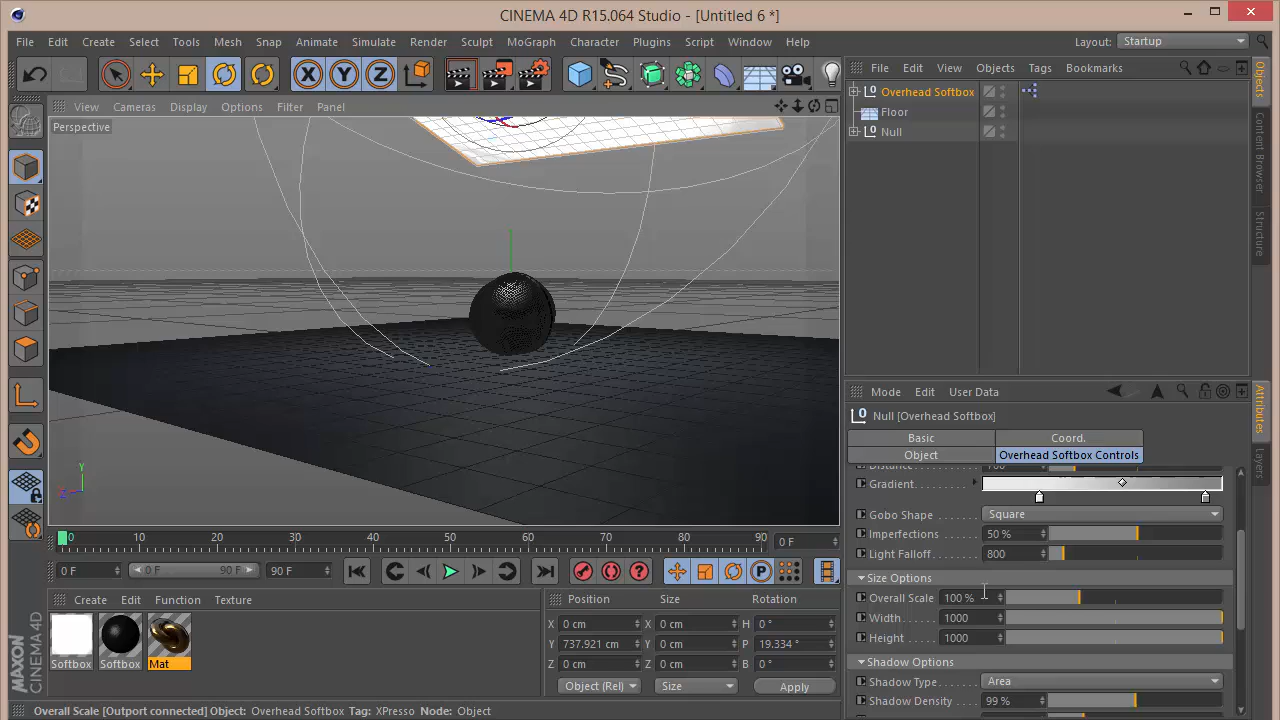 CINEMA 4D R15.064 Studio - [Untitled 6 *]
File Edit Create Select Tools Mesh Snap Animate Simulate Render Sculpt MoGraph Character Plugins Script Window Help Layout: Startup
X Y Z
File Edit View Objects Tags Bookmarks
View Cameras Display Options Filter Panel
Perspective
Overhead Softbox
Floor
Null
Objects
Content Browser
Structure
Attributes
Layers
Mode Edit User Data
Null [Overhead Softbox]
Basic Coord.
Object Overhead Softbox Controls
Gradient
Gobo Shape Square
Imperfections 50 %
Light Falloff 800
Size Options
Overall Scale 100 %
Width 1000
Height 1000
Shadow Options
Shadow Type Area
Shadow Density 99 %
Y
Z
0 10 20 30 40 50 60 70 80 90 0 F
0 F 0 F 90 F 90 F
Create Edit Function Texture
Softbox Softbox Mat
Position Size Rotation
X 0 cm X 0 cm H 0 °
Y 737.921 cm Y 0 cm P 19.334 °
Z 0 cm Z 0 cm B 0 °
Object (Rel) Size Apply
MAXON
CINEMA 4D
Overall Scale [Outport connected] Object: Overhead Softbox Tag: XPresso Node: Object